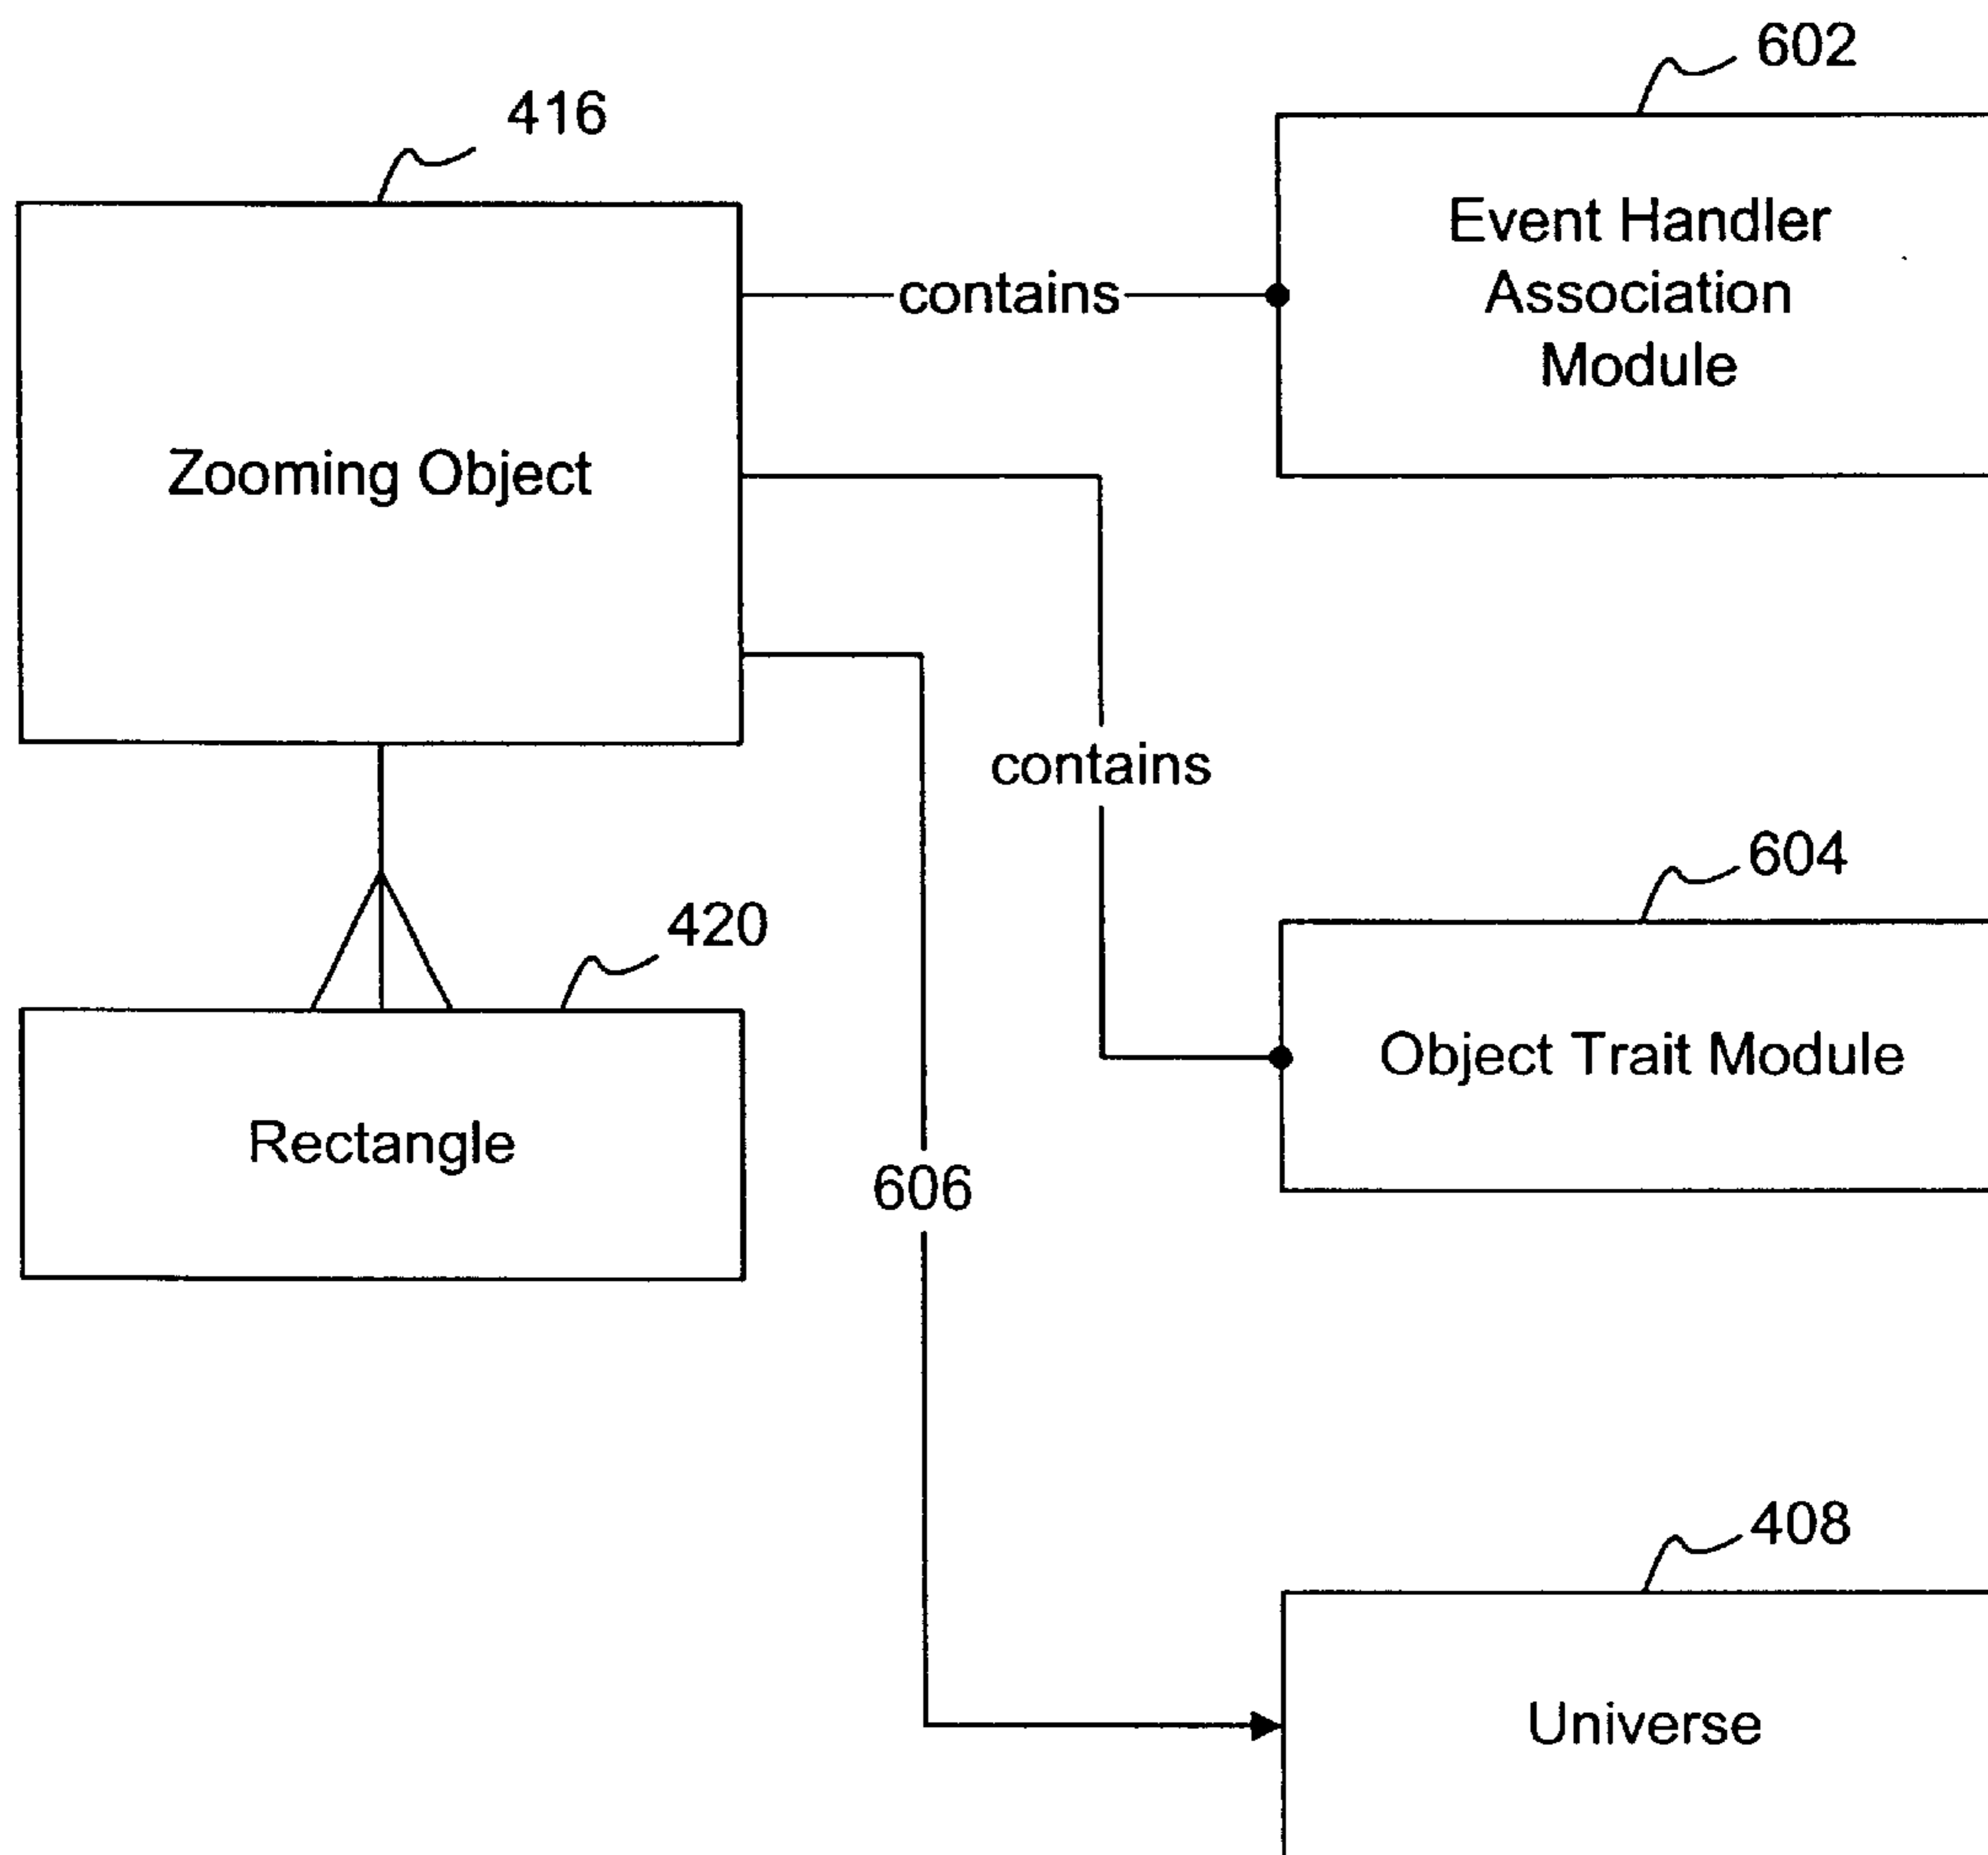 602
416
Event Handler
Association
Module
contains
Zooming Object
contains
604
420
Object Trait Module
Rectangle
606
408
Universe